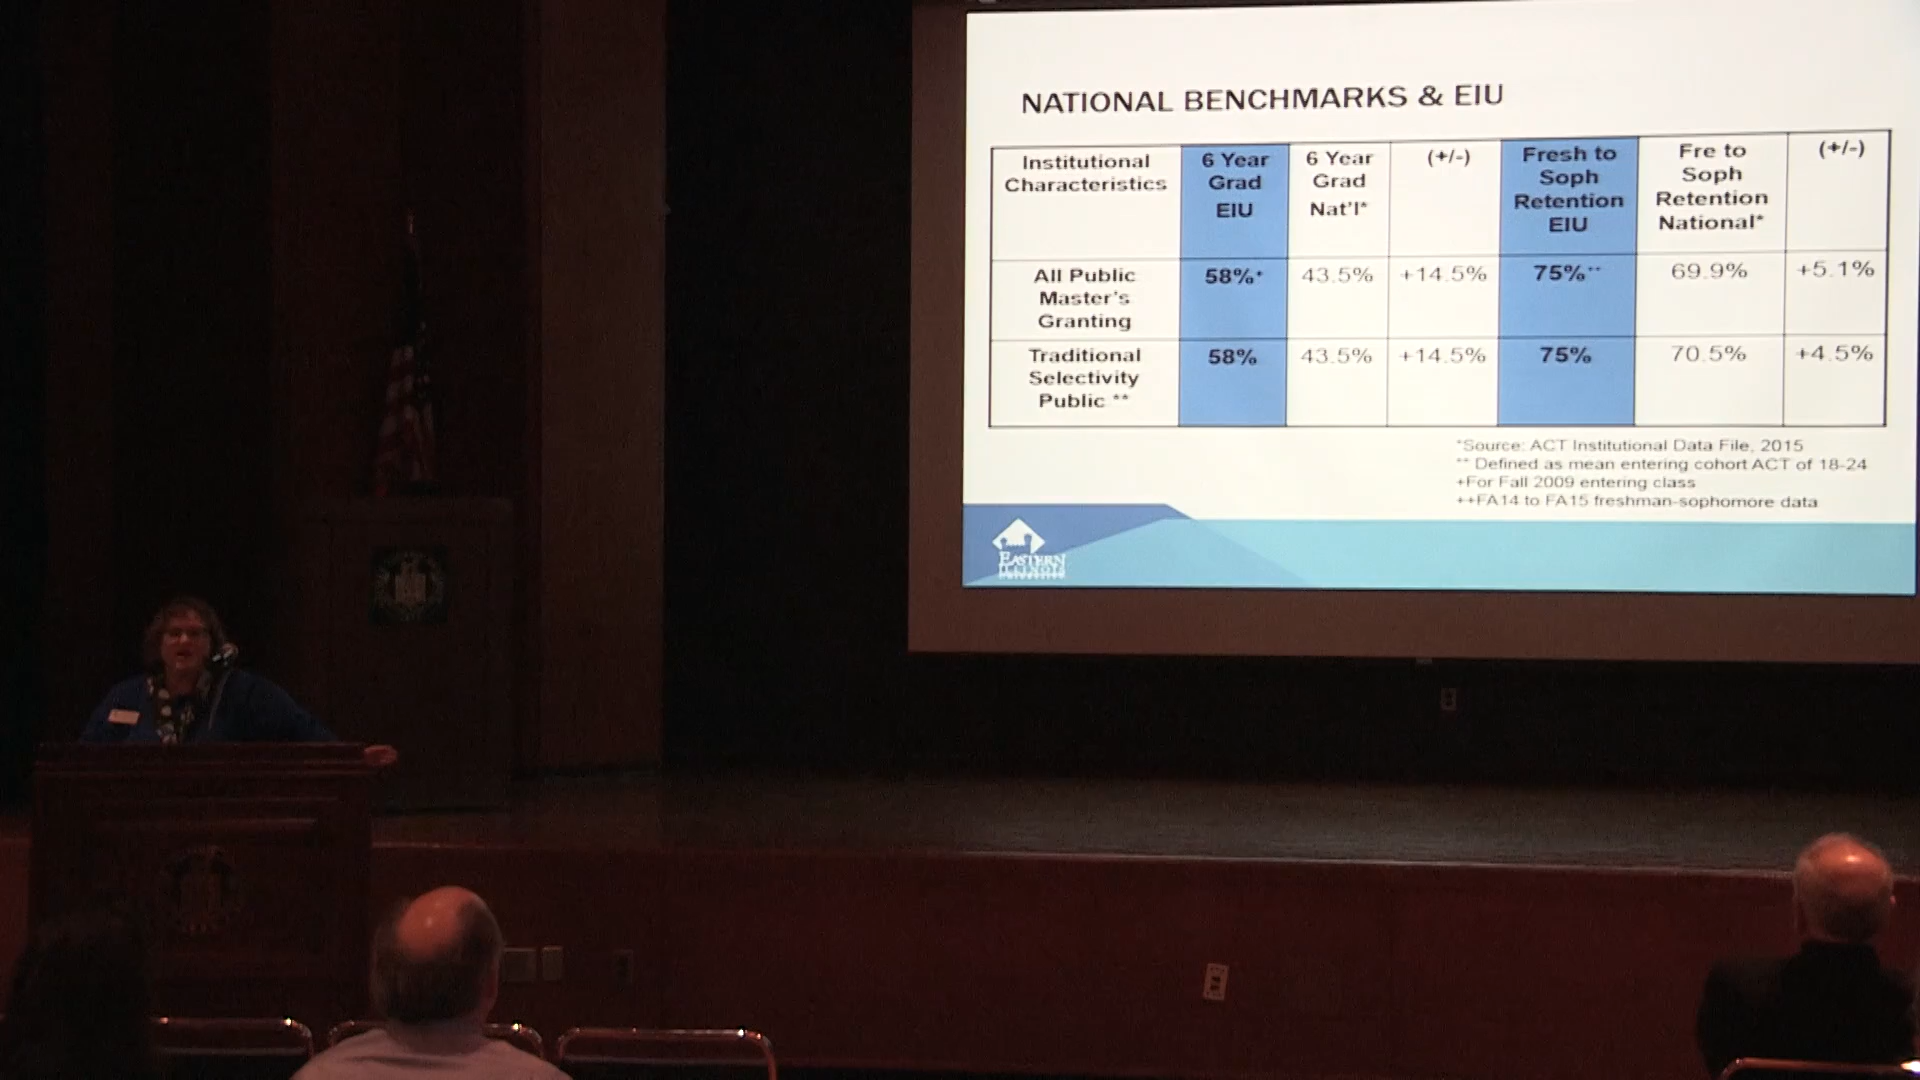 NATIONAL BENCHMARKS & EIU
Institutional
Characteristics
6 Year
Grad
EIU
6 Year
Grad
Nat'l*
(+/-)
Fresh to
Soph
Retention
EIU
Fre to
Soph
Retention
National*
(+/-)
All Public
Master's
Granting
58%+
43.5%
+14.5%
75%++
69.9%
+5.1%
Traditional
Selectivity
Public **
58%
43.5%
+14.5%
75%
70.5%
+4.5%
*Source: ACT Institutional Data File, 2015
** Defined as mean entering cohort ACT of 18-24
+For Fall 2009 entering class
++FA14 to FA15 freshman-sophomore data
EASTERN
ILLINOIS
UNIVERSITY